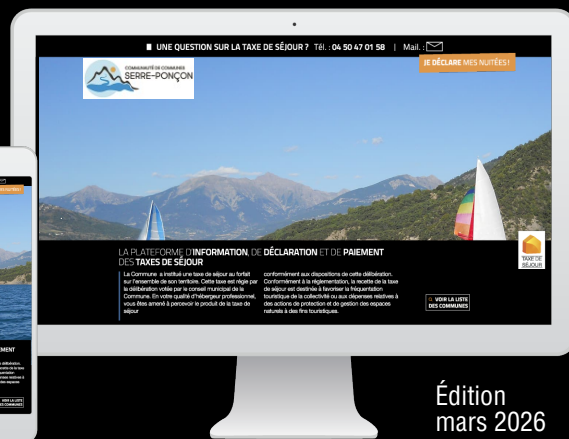 UNE QUESTION SUR LA TAXE DE SÉJOUR ? Tél. : 04 50 47 01 58 | Mail. :
JE DÉCLARE MES NUITÉES !
COMMUNAUTÉ DE COMMUNES
SERRE-PONÇON
LA PLATEFORME D'INFORMATION, DE DÉCLARATION ET DE PAIEMENT
DES TAXES DE SÉJOUR
La Commune a institué une taxe de séjour au forfait
sur l'ensemble de son territoire. Cette taxe est régie par
la délibération votée par le conseil municipal de la
Commune. En votre qualité d'hébergeur professionnel,
vous êtes amené à percevoir le produit de la taxe de
séjour
conformément aux dispositions de cette délibération.
Conformément à la réglementation, la recette de la taxe
de séjour est destinée à favoriser la fréquentation
touristique de la collectivité ou aux dépenses relatives à
des actions de protection et de gestion des espaces
naturels à des fins touristiques.
TAXE DE
SÉJOUR
VOIR LA LISTE
DES COMMUNES
VOIR LA LISTE
DES COMMUNES
Édition
mars 2026